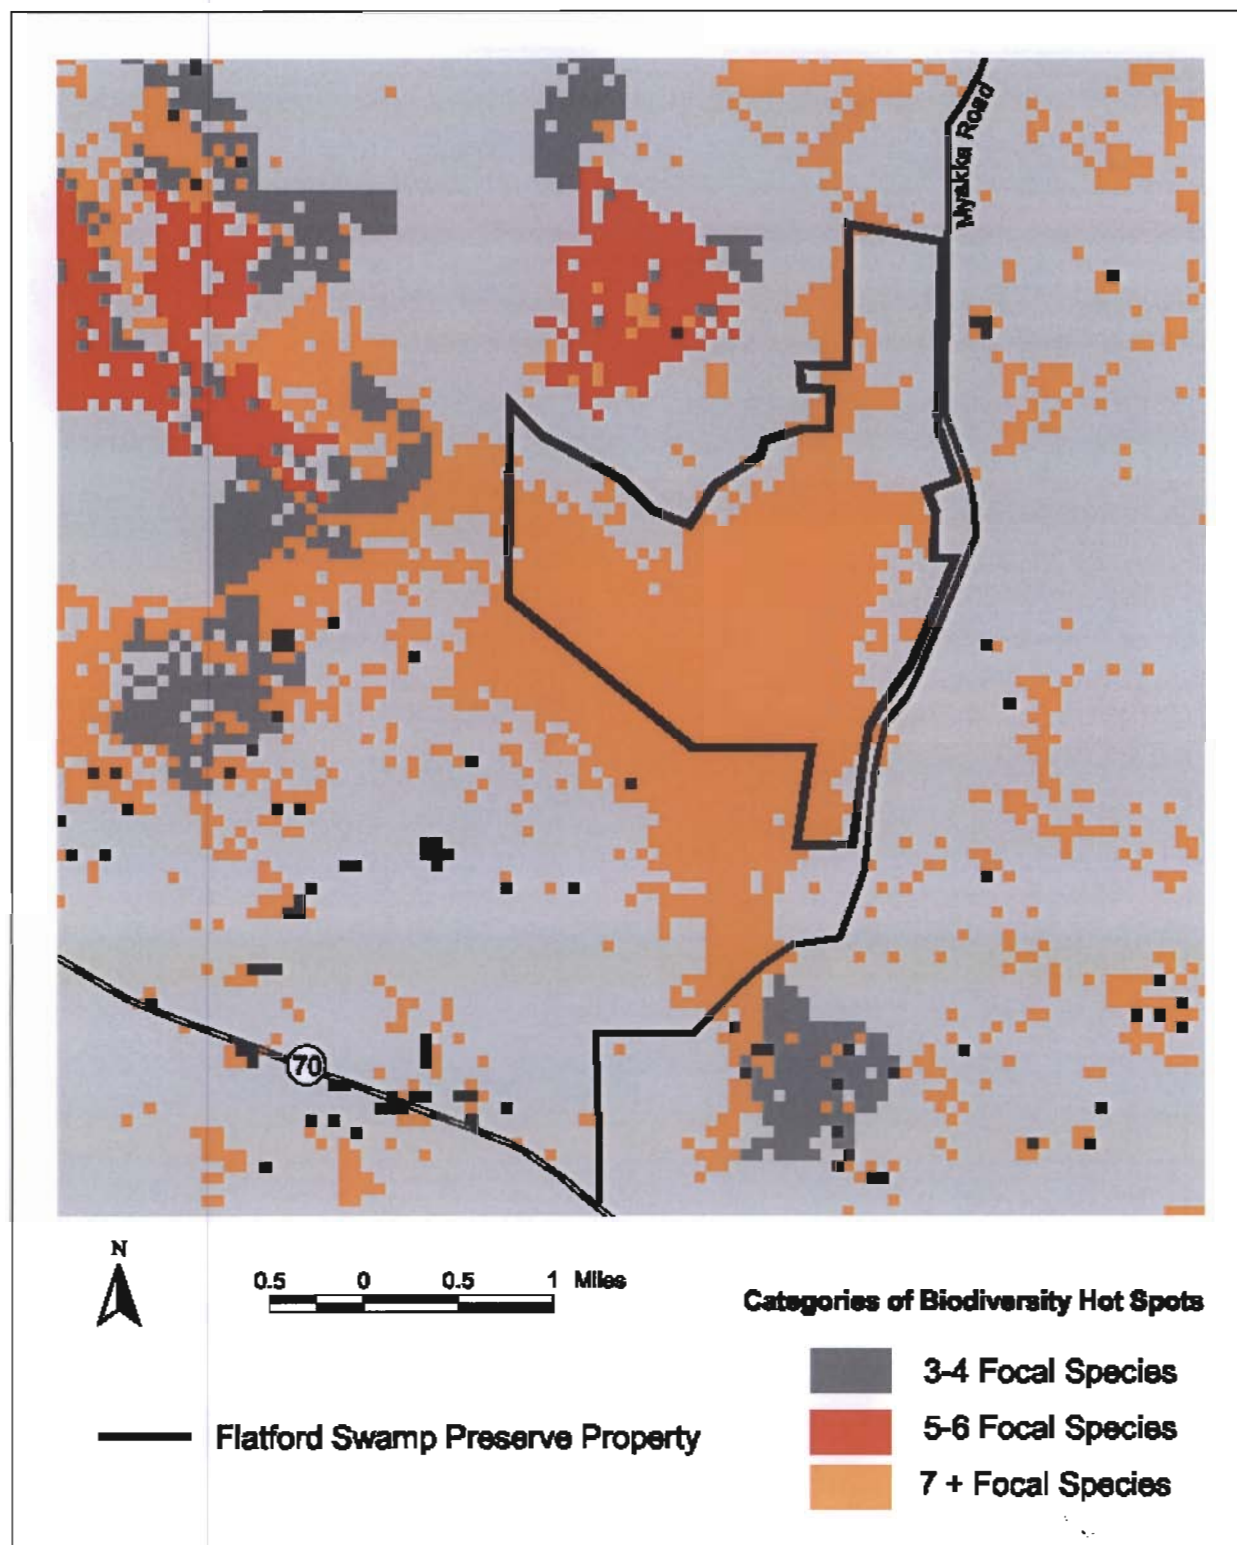 Myakka Road
70
N
0.5 0 0.5 1 Miles
Categories of Biodiversity Hot Spots
3-4 Focal Species
5-6 Focal Species
7 + Focal Species
Flatford Swamp Preserve Property